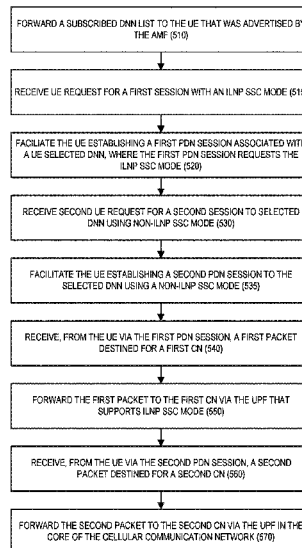 FORWARD A SUBSCRIBED DNN LIST TO THE UE THAT WAS ADVERTISED BY
THE AMF (510)
RECEIVE UE REQUEST FOR A FIRST SESSION WITH AN ILNP SSC MODE (515)
FACILIATE THE UE ESTABLISHING A FIRST PDN SESSION ASSOCIATED WITH
A UE SELECTED DNN, WHERE THE FIRST PDN SESSION REQUESTS THE
ILNP SSC MODE (520)
RECEIVE SECOND UE REQUEST FOR A SECOND SESSION TO SELECTED
DNN USING NON-ILNP SSC MODE (530)
FACILITATE THE UE ESTABLISHING A SECOND PDN SESSION TO THE
SELECTED DNN USING A NON-ILNP SSC MODE (535)
RECEIVE, FROM THE UE VIA THE FIRST PDN SESSION, A FIRST PACKET
DESTINED FOR A FIRST CN (540)
FORWARD THE FIRST PACKET TO THE FIRST CN VIA THE UPF THAT
SUPPORTS ILNP SSC MODE (550)
RECEIVE, FROM THE UE VIA THE SECOND PDN SESSION, A SECOND
PACKET DESTINED FOR A SECOND CN (560)
FORWARD THE SECOND PACKET TO THE SECOND CN VIA THE UPF IN THE
CORE OF THE CELLULAR COMMUNICATION NETWORK (570)